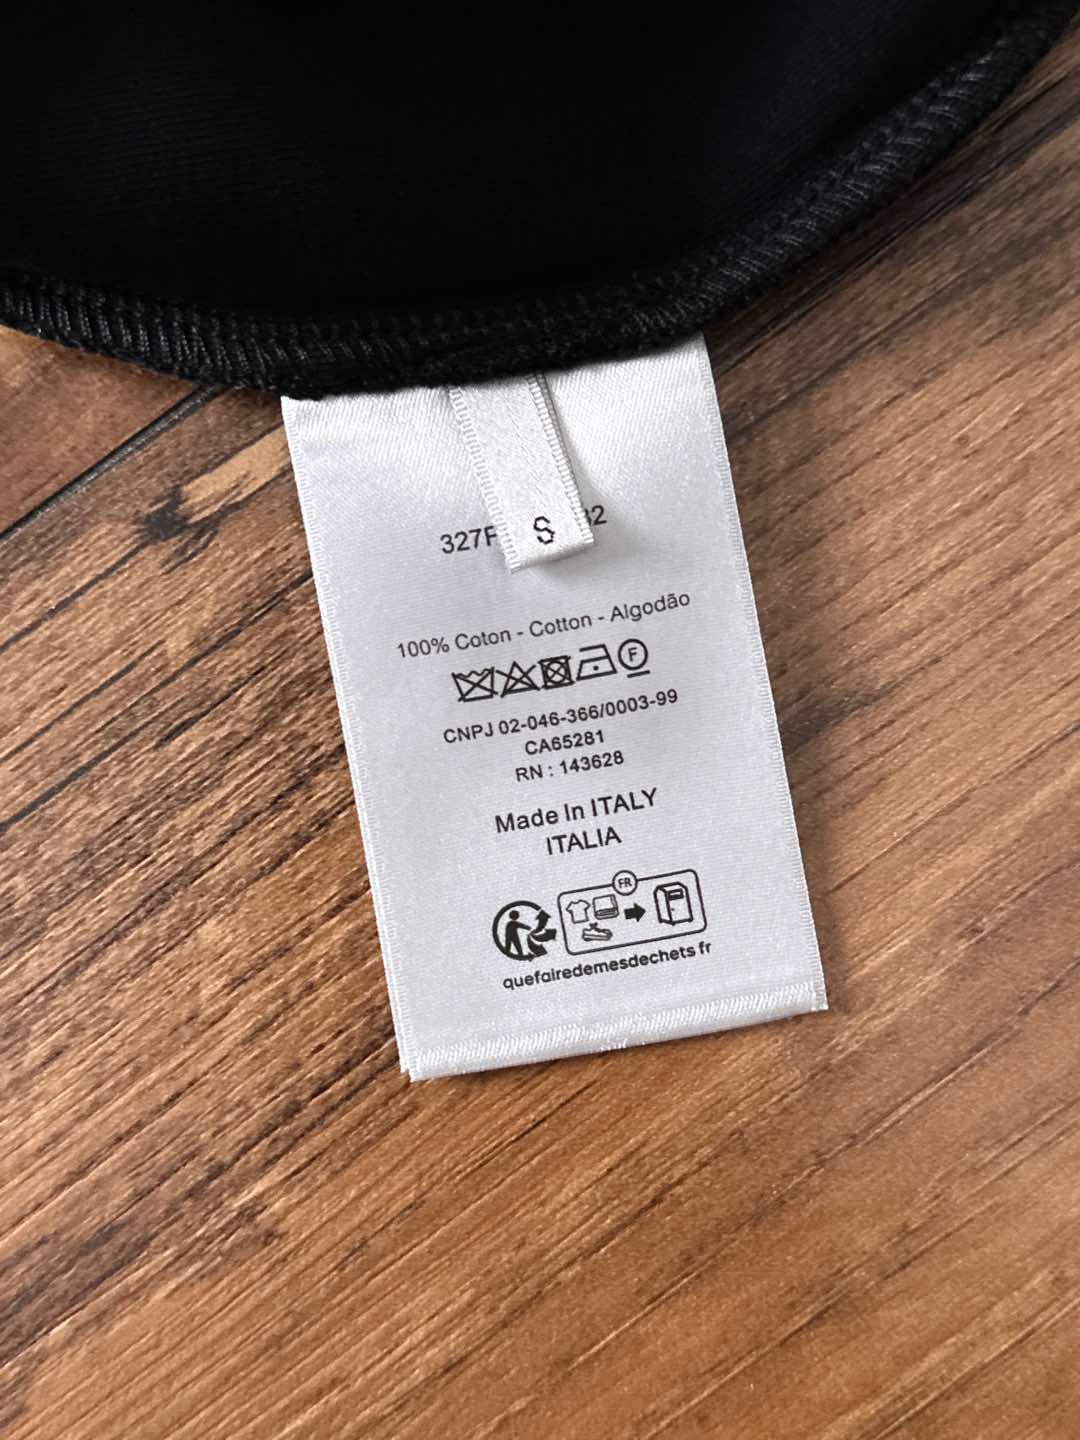 327F
32
S
100% Coton - Cotton - Algodão
F
CNPJ 02-046-366/0003-99
CA65281
RN : 143628
Made In ITALY
ITALIA
FR
quefairedemesdechets fr